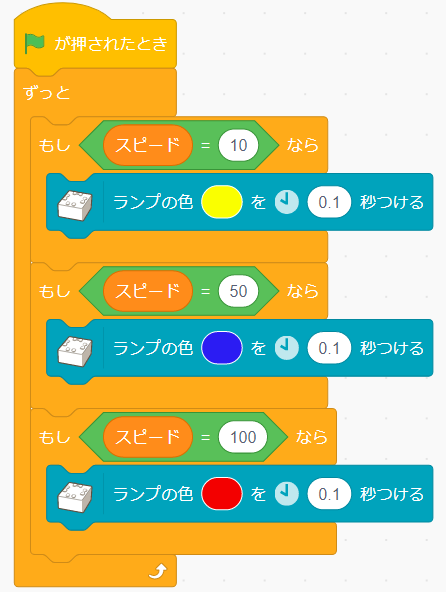 が押されたとき
ずっと
もし スピード = 10 なら
ランプの色 を 0.1 秒つける
もし スピード = 50 なら
ランプの色 を 0.1 秒つける
もし スピード = 100 なら
ランプの色 を 0.1 秒つける